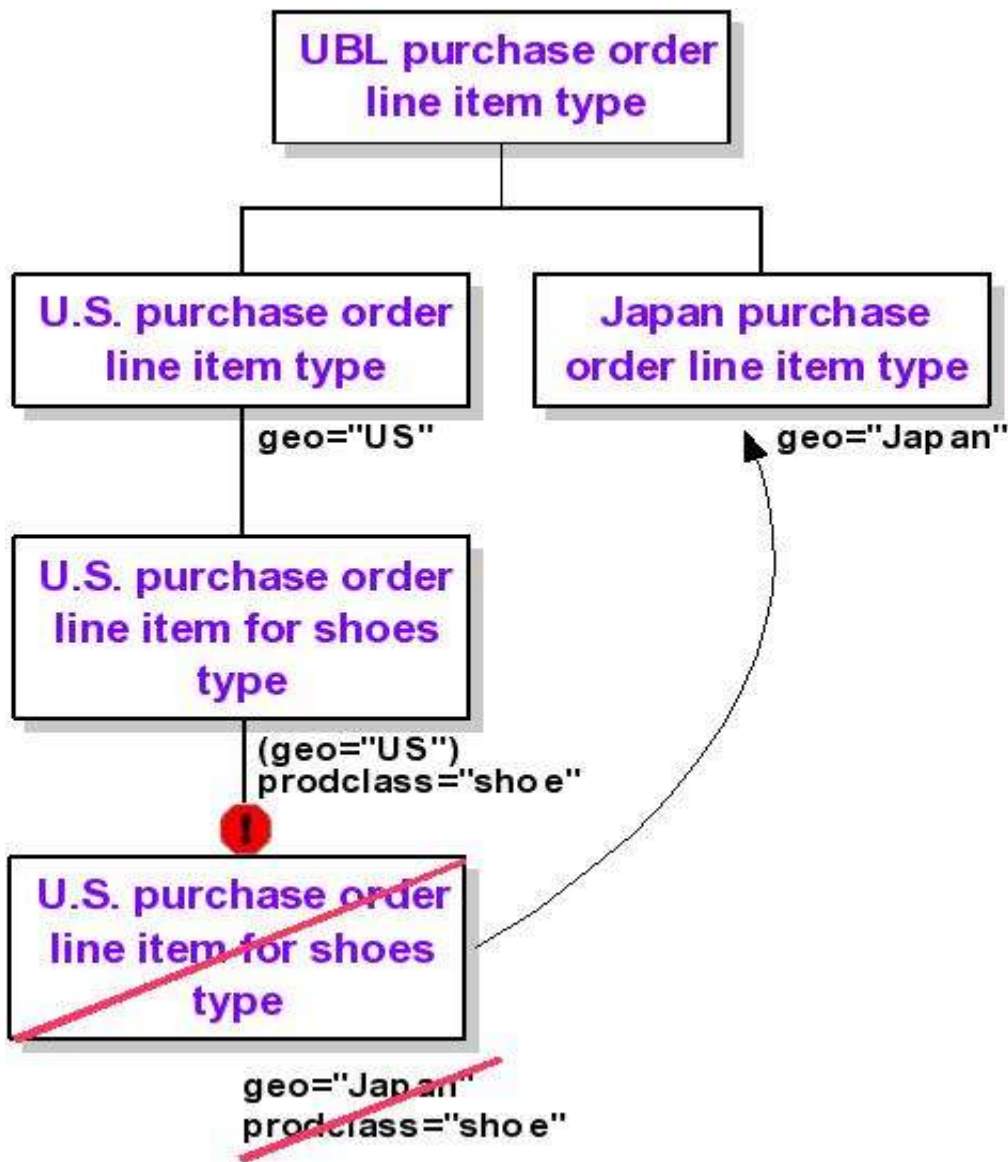 UBL purchase order
line item type
U.S. purchase order
line item type
Japan purchase
order line item type
geo="US"
geo="Japan"
U.S. purchase order
line item for shoes
type
(geo="US")
prodclass="shoe"
!
U.S. purchase order
line item for shoes
type
geo="Japan"
prodclass="shoe"